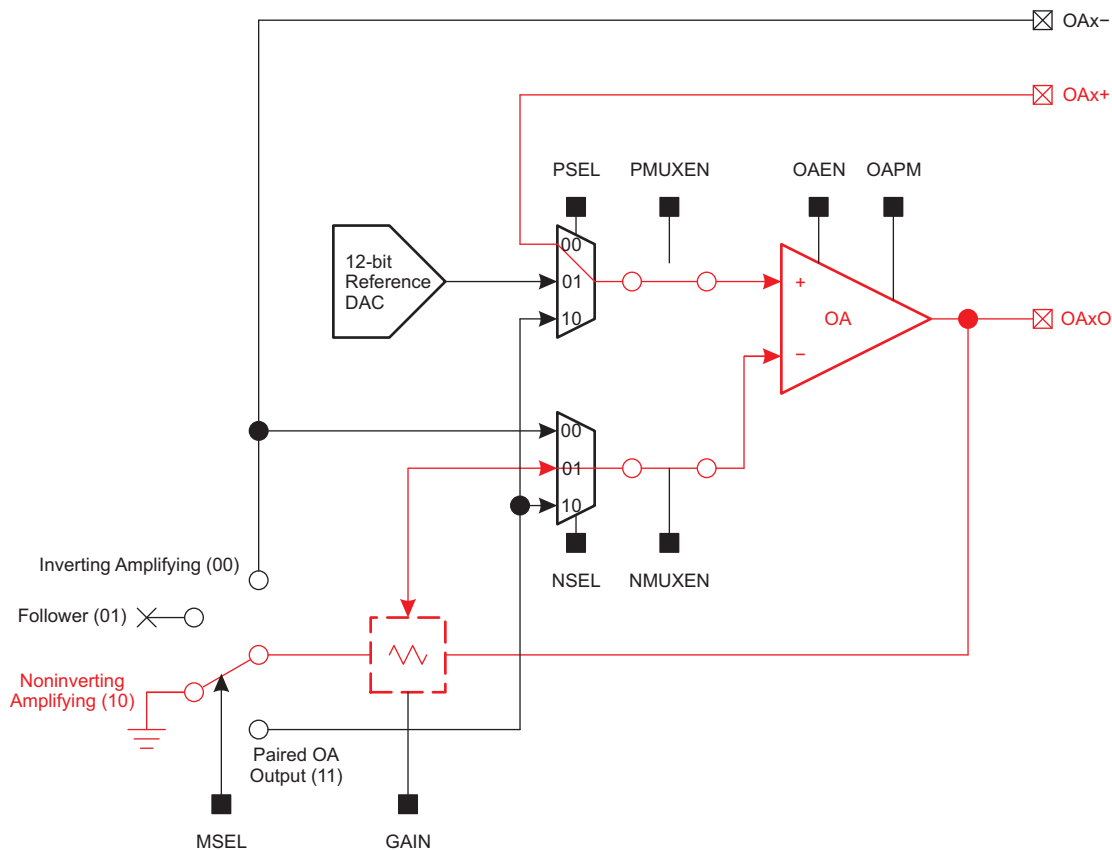 OAx−
OAx+
PSEL
PMUXEN
OAEN
OAPM
00
12-bit
Reference
DAC
01
+
10
OA
OAxO
−
00
01
10
Inverting Amplifying (00)
NSEL
NMUXEN
Follower (01)
Noninverting
Amplifying (10)
Paired OA
Output (11)
MSEL
GAIN